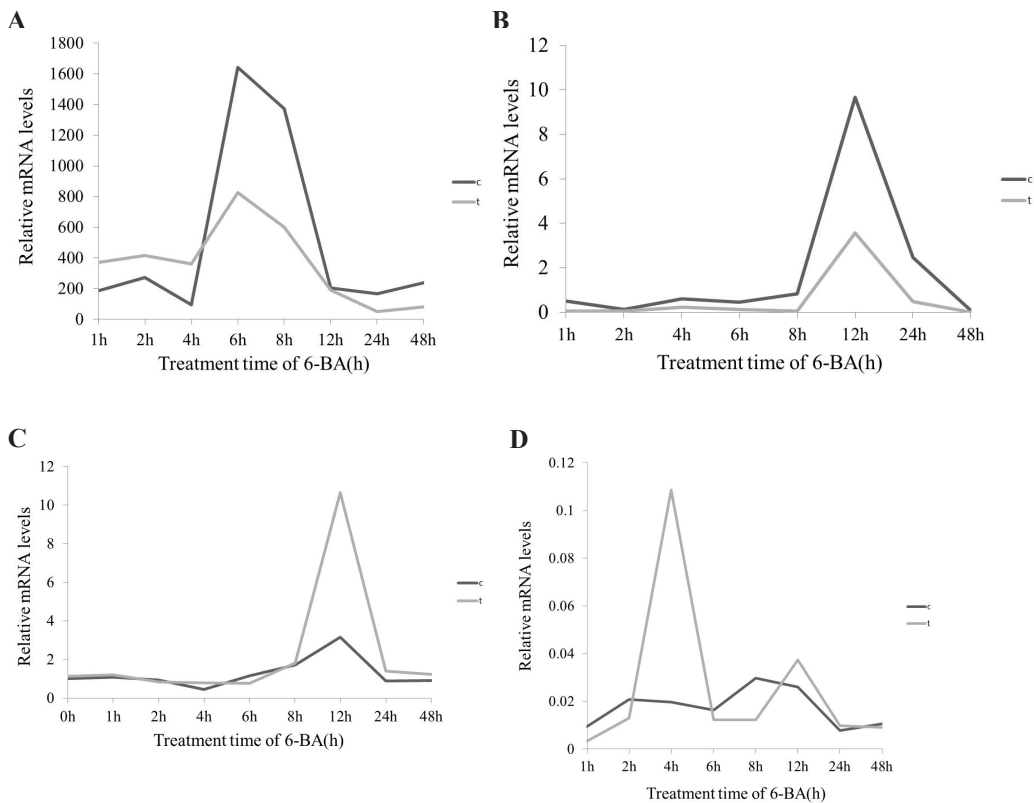 A
1800
1600
1400
1200
1000
800
600
400
200
0
Relative mRNA levels
1h 2h 4h 6h 8h 12h 24h 48h
Treatment time of 6-BA(h)
c
t
B
12
10
8
6
4
2
0
Relative mRNA levels
1h 2h 4h 6h 8h 12h 24h 48h
Treatment time of 6-BA(h)
c
t
C
12
10
8
6
4
2
0
Relative mRNA levels
0h 1h 2h 4h 6h 8h 12h 24h 48h
Treatment time of 6-BA(h)
c
t
D
0.12
0.1
0.08
0.06
0.04
0.02
0
Relative mRNA levels
1h 2h 4h 6h 8h 12h 24h 48h
Treatment time of 6-BA(h)
c
t